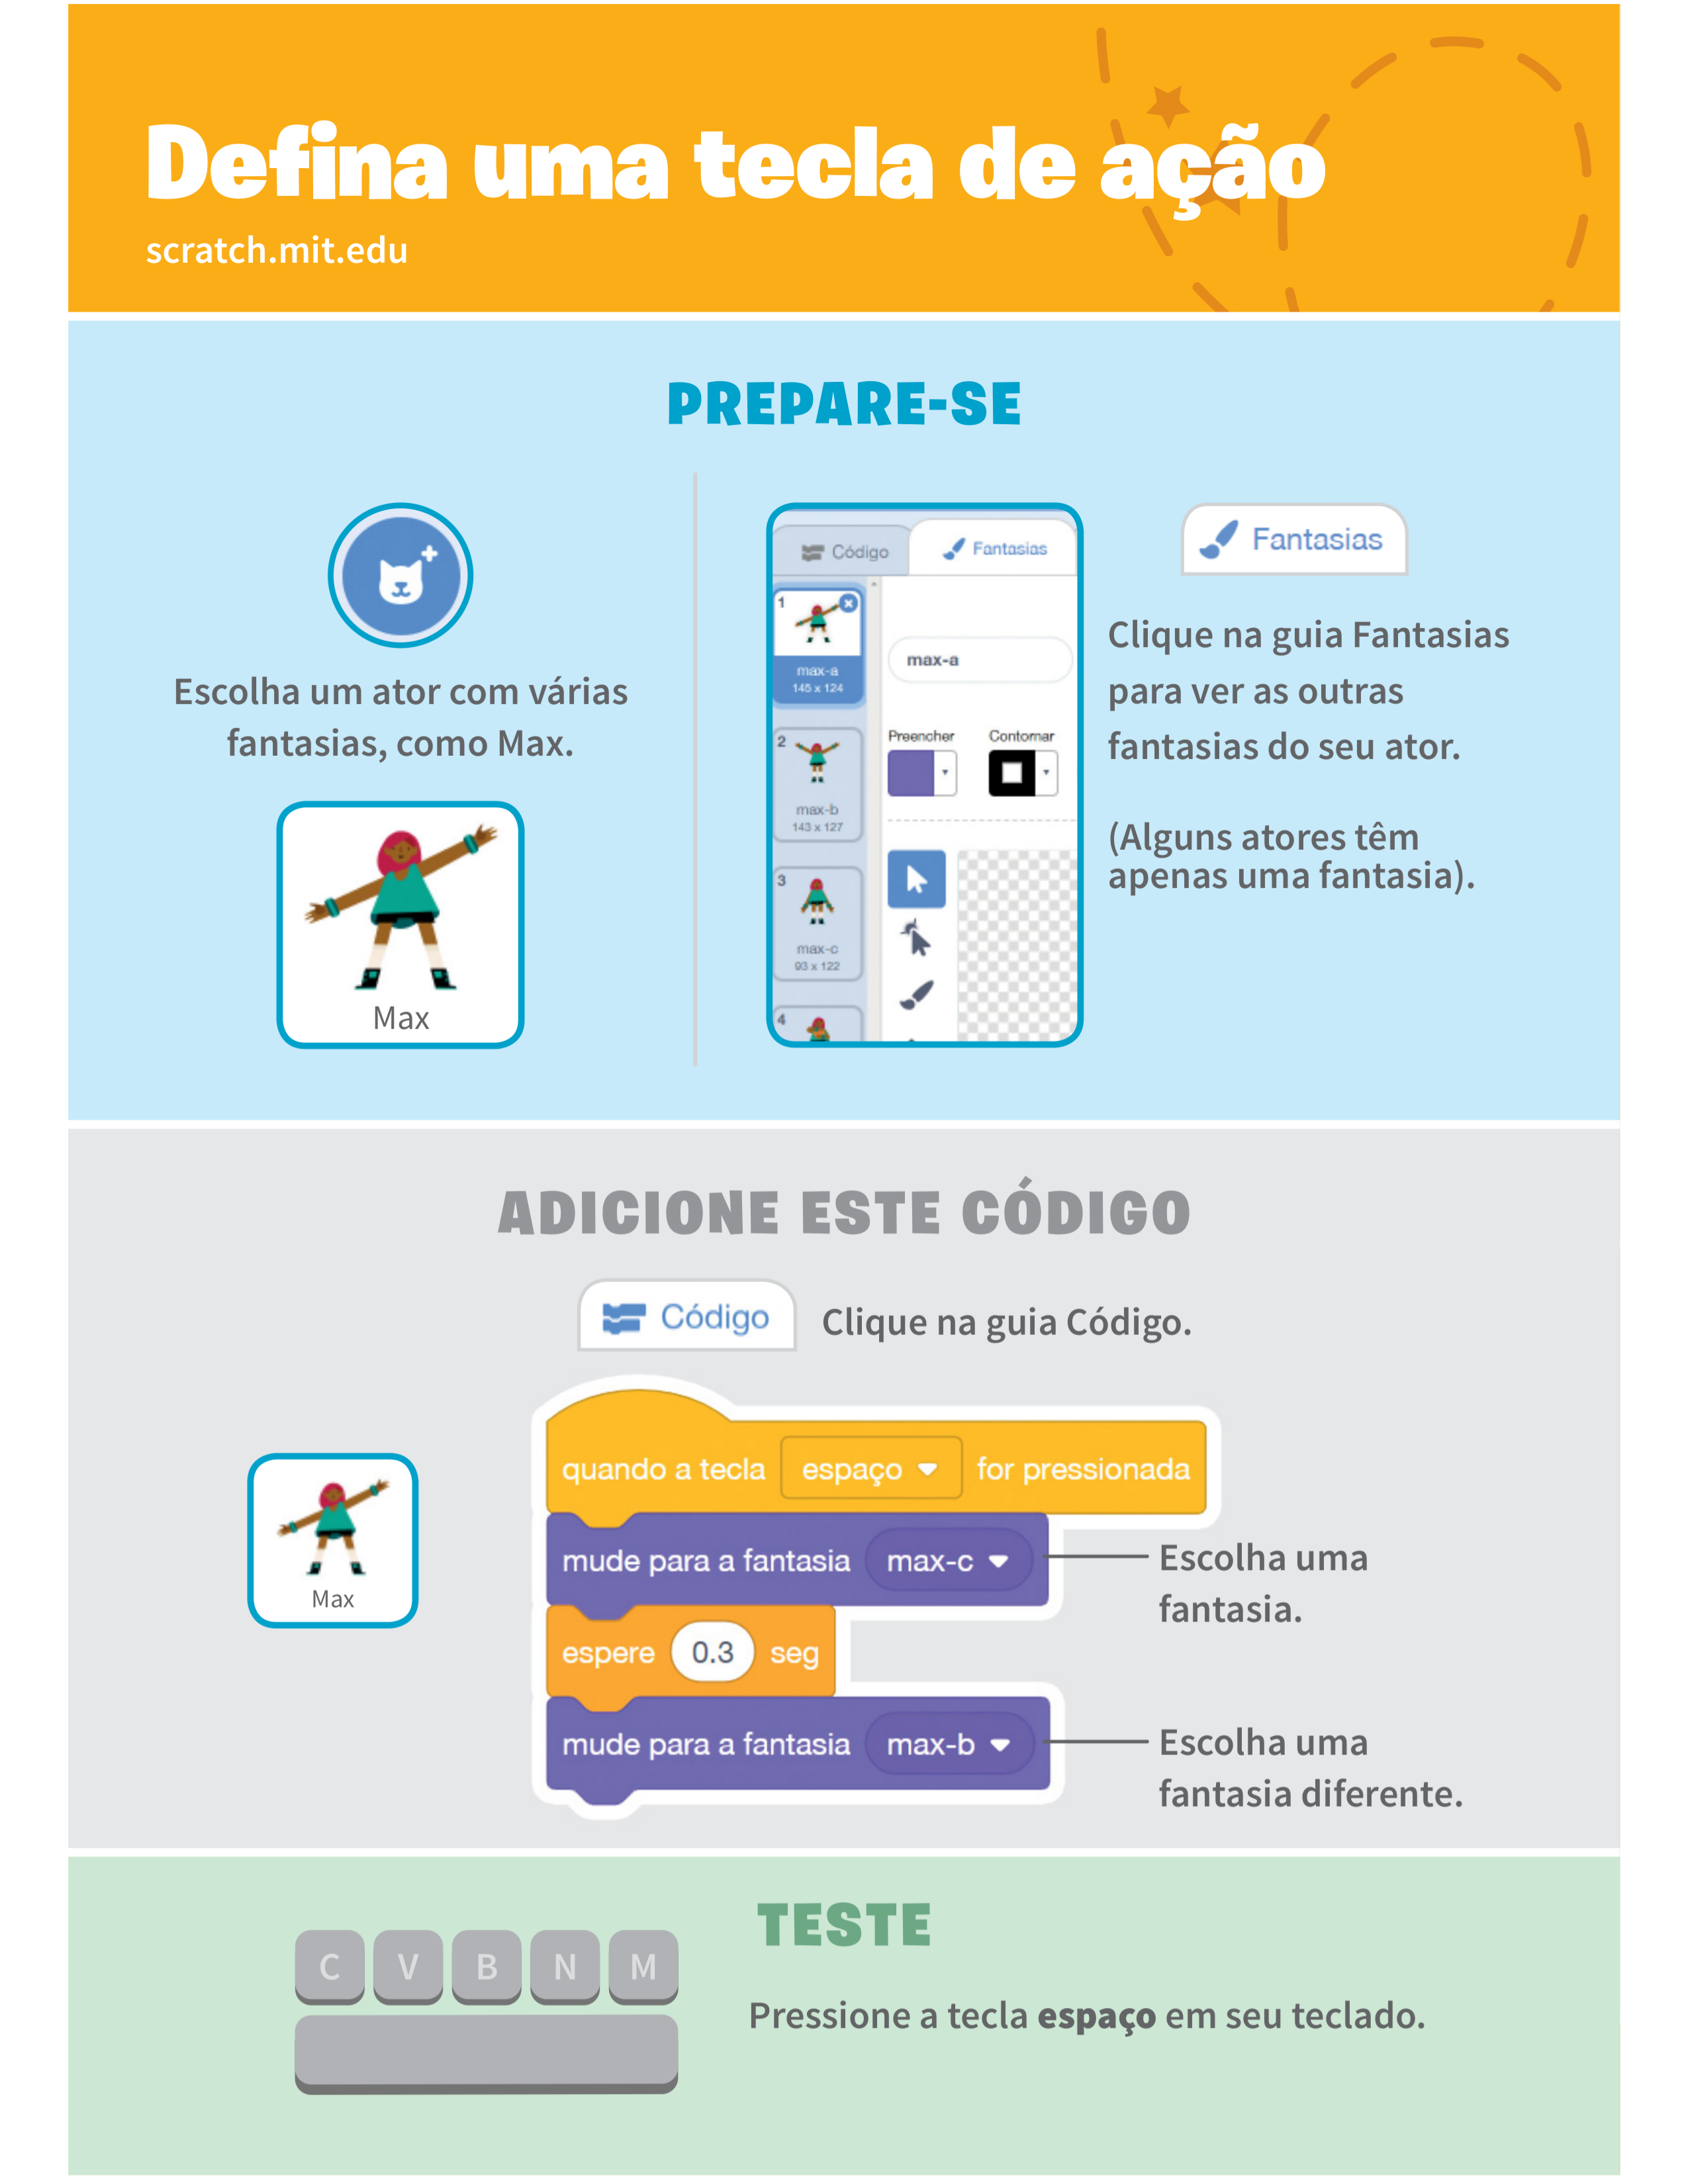 Defina uma tecla de ação
scratch.mit.edu
PREPARE-SE
Escolha um ator com várias
fantasias, como Max.
Max
Código
Fantasias
1
max-a
145 x 124
2
max-b
143 x 127
3
max-c
93 x 122
4
max-a
Preencher
Contornar
Fantasias
Clique na guia Fantasias
para ver as outras
fantasias do seu ator.
(Alguns atores têm
apenas uma fantasia).
ADICIONE ESTE CÓDIGO
Código
Clique na guia Código.
Max
quando a tecla espaço for pressionada
mude para a fantasia max-c
Escolha uma
fantasia.
espere 0.3 seg
mude para a fantasia max-b
Escolha uma
fantasia diferente.
TESTE
C V B N M
Pressione a tecla espaço em seu teclado.